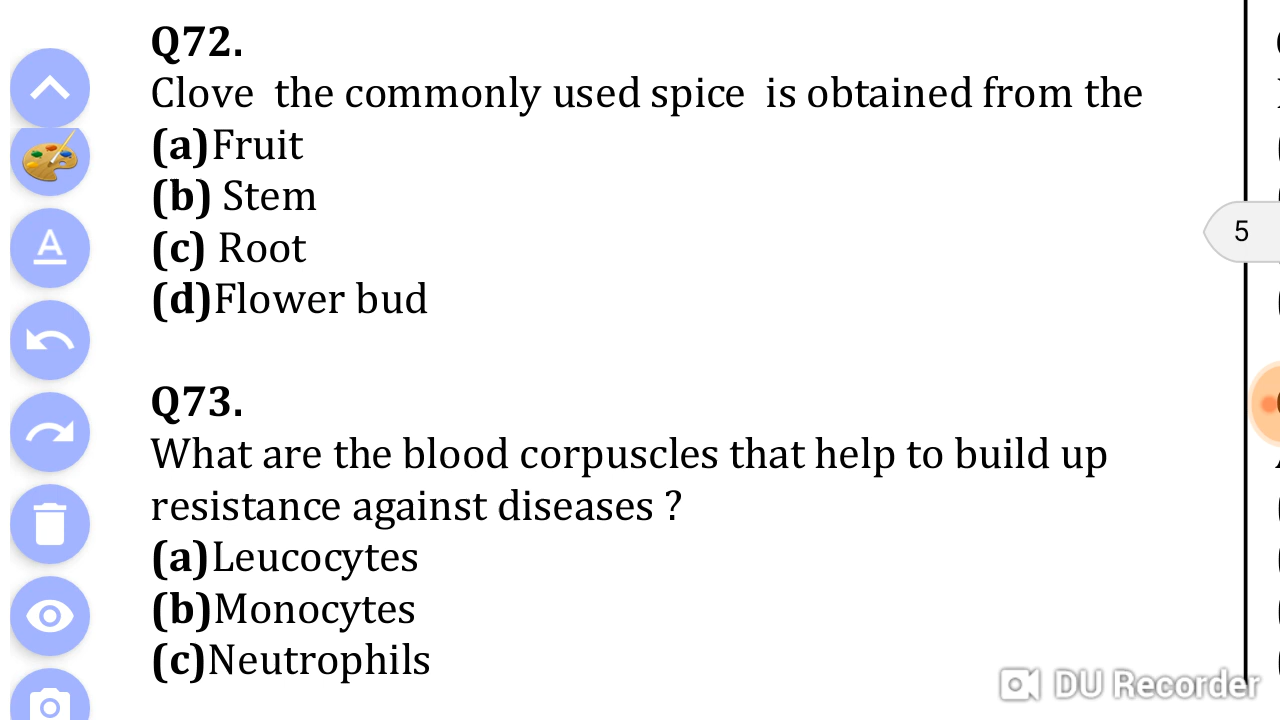 Q72.
Clove the commonly used spice is obtained from the
(a)Fruit
(b) Stem
(c) Root
(d)Flower bud
5
Q73.
What are the blood corpuscles that help to build up
resistance against diseases ?
(a)Leucocytes
(b)Monocytes
(c)Neutrophils
A
DU Recorder